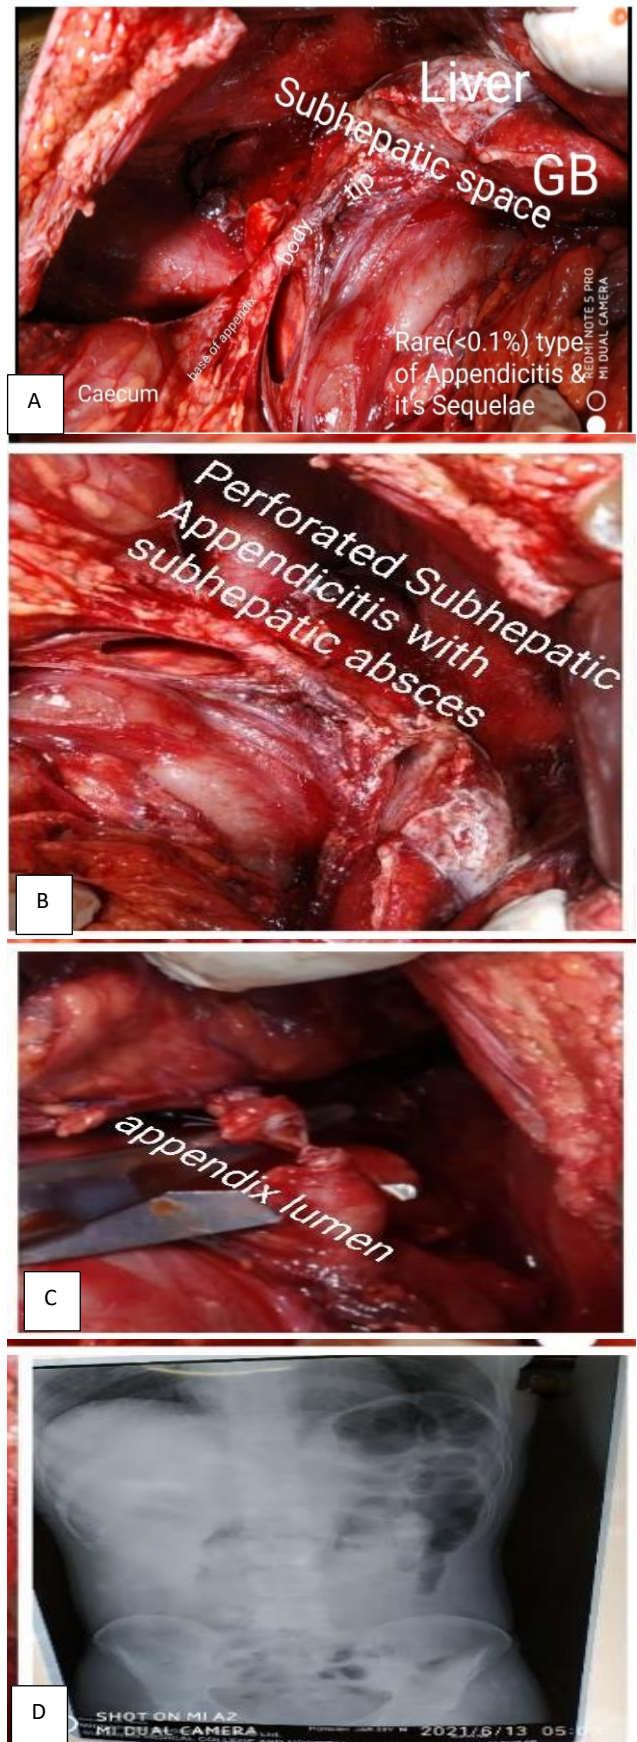 Liver
Subhepatic space
GB
tip
body
base of appendix
Caecum
Rare(<0.1%) type
of Appendicitis &
it's Sequelae
REDMI NOTE 5 PRO
MI DUAL CAMERA
A
Perforated Subhepatic
Appendicitis with
subhepatic absces
B
appendix lumen
C
SHOT ON MI A2
MI DUAL CAMERA
2021/6/13 05:
D